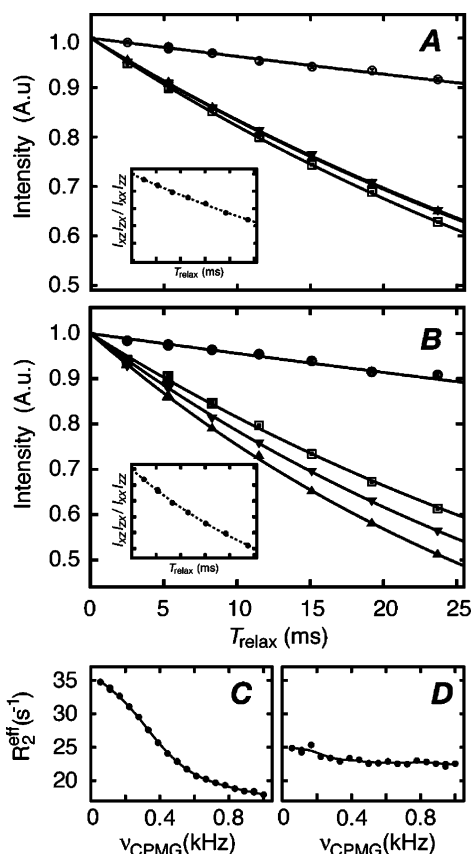 A
Intensity (A.u)
1.0
0.9
0.8
0.7
0.6
0.5
I_XZ I_ZX / I_XX I_ZZ
T_relax (ms)
B
Intensity (A.u.)
1.0
0.9
0.8
0.7
0.6
0.5
I_XZ I_ZX / I_XX I_ZZ
T_relax (ms)
0 5 10 15 20 25
T_relax (ms)
C D
R_2^eff (s^-1)
35
30
25
20
0 0.4 0.8 0 0.4 0.8
ν_CPMG(kHz) ν_CPMG(kHz)